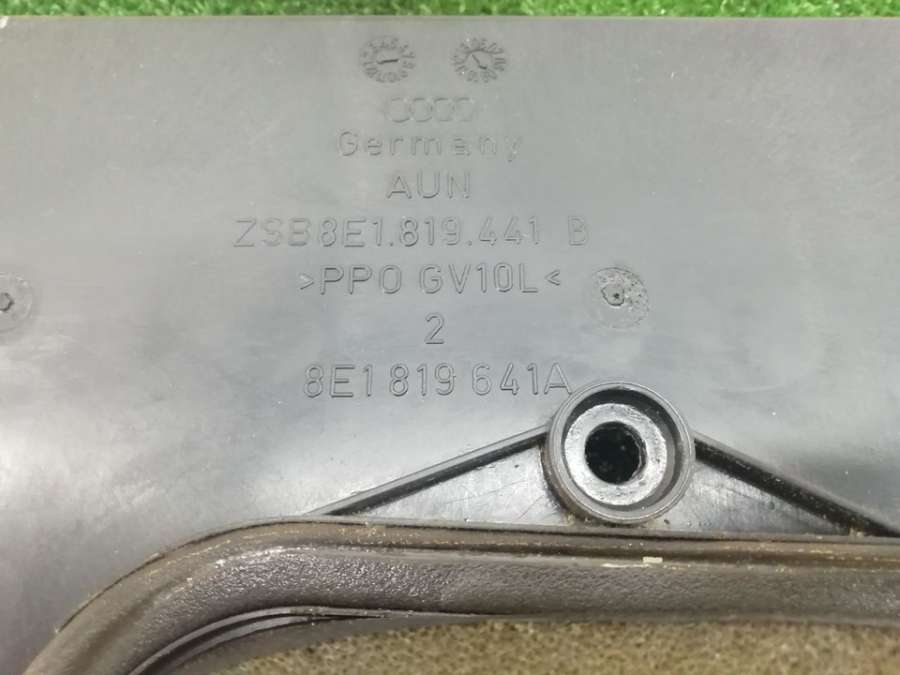 Germany
AUN
ZSB8E1.819.441 B
>PPO GV10L<
2
8E1 819 641A